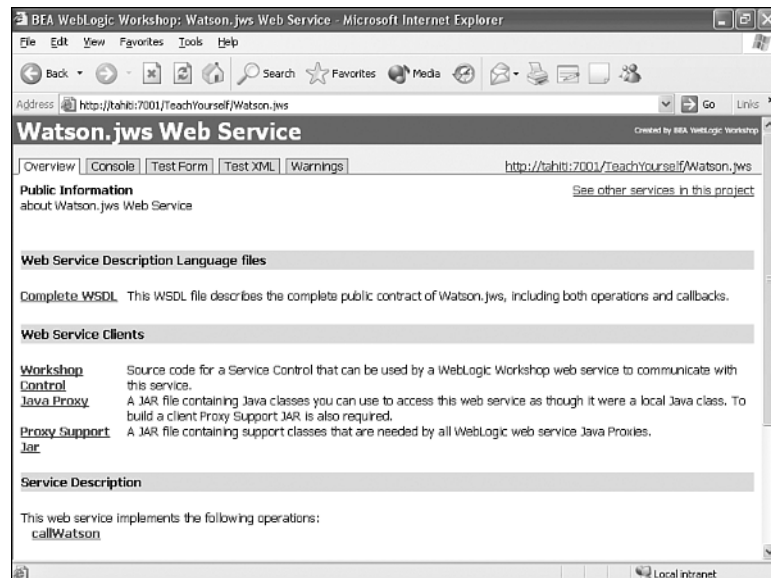 BEA WebLogic Workshop: Watson.jws Web Service - Microsoft Internet Explorer
File Edit View Favorites Tools Help
Back Search Favorites Media
Address http://tahiti:7001/TeachYourself/Watson.jws Go Links
Watson.jws Web Service Created by BEA WebLogic Workshop
Overview Console Test Form Test XML Warnings http://tahiti:7001/TeachYourself/Watson.jws
Public Information See other services in this project
about Watson.jws Web Service
Web Service Description Language files
Complete WSDL This WSDL file describes the complete public contract of Watson.jws, including both operations and callbacks.
Web Service Clients
Workshop Source code for a Service Control that can be used by a WebLogic Workshop web service to communicate with
Control this service.
Java Proxy A JAR file containing Java classes you can use to access this web service as though it were a local Java class. To
build a client Proxy Support JAR is also required.
Proxy Support A JAR file containing support classes that are needed by all WebLogic web service Java Proxies.
Jar
Service Description
This web service implements the following operations:
callWatson
Local intranet